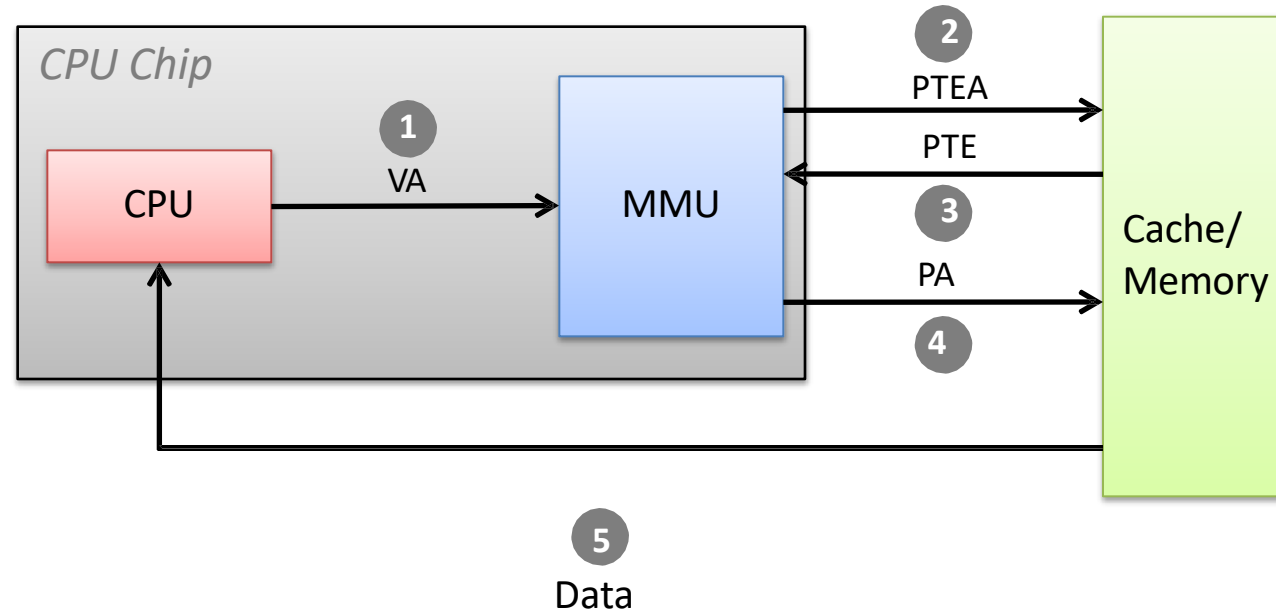 CPU Chip
2
PTEA
1
VA
PTE
CPU
MMU
3
Cache/
Memory
PA
4
5
Data